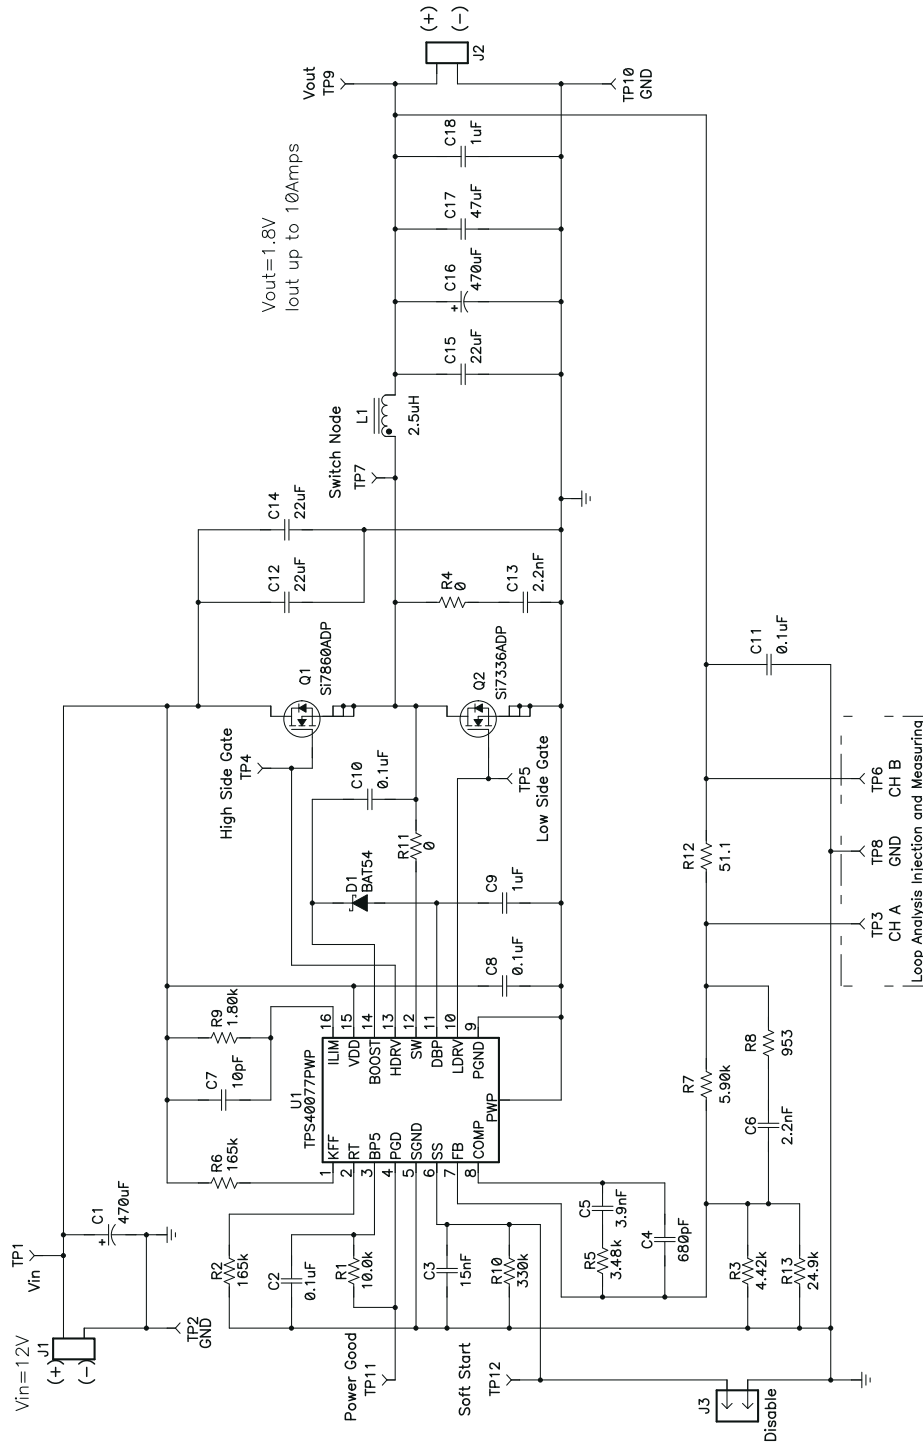 Vin=12V
J1
(+)
(-)
TP1
Vin
TP2
GND
C1
470uF
R6
165k
C7
10pF
R9
1.80k
R2
165k
C2
0.1uF
R1
10.0k
Power Good
TP11
C3
15nF
R10
330k
Soft Start
TP12
J3
Disable
U1
TPS40077PWP
1
KFF
2
RT
3
BP5
4
PGD
5
SGND
6
SS
7
FB
8
COMP
16
ILIM
15
VDD
14
BOOST
13
HDRV
12
SW
11
DBP
10
LDRV
9
PGND
PWP
C8
0.1uF
C9
1uF
D1
BAT54
R11
0
C10
0.1uF
High Side Gate
TP4
Q1
Si7860ADP
Low Side Gate
TP5
Q2
Si7336ADP
C12
22uF
C14
22uF
R4
0
C13
2.2nF
Switch Node
TP7
L1
2.5uH
Vout=1.8V
Iout up to 10Amps
C15
22uF
C16
470uF
C17
47uF
C18
1uF
Vout
TP9
J2
(+)
(-)
TP10
GND
R5
3.48k
C5
3.9nF
C4
680pF
R3
4.42k
R13
24.9k
R7
5.90k
C6
2.2nF
R8
953
R12
51.1
C11
0.1uF
TP3
CH A
TP8
GND
TP6
CH B
Loop Analysis Injection and Measuring